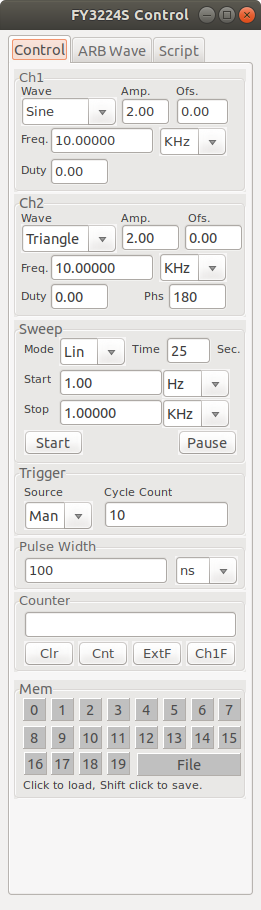 FY3224S Control
Control ARB Wave Script
Ch1
Wave Amp. Ofs.
Sine 2.00 0.00
Freq. 10.00000 KHz
Duty 0.00
Ch2
Wave Amp. Ofs.
Triangle 2.00 0.00
Freq. 10.00000 KHz
Duty 0.00 Phs 180
Sweep
Mode Lin Time 25 Sec.
Start 1.00 Hz
Stop 1.00000 KHz
Start Pause
Trigger
Source Cycle Count
Man 10
Pulse Width
100 ns
Counter
Clr Cnt ExtF Ch1F
Mem
0 1 2 3 4 5 6 7
8 9 10 11 12 13 14 15
16 17 18 19 File
Click to load, Shift click to save.